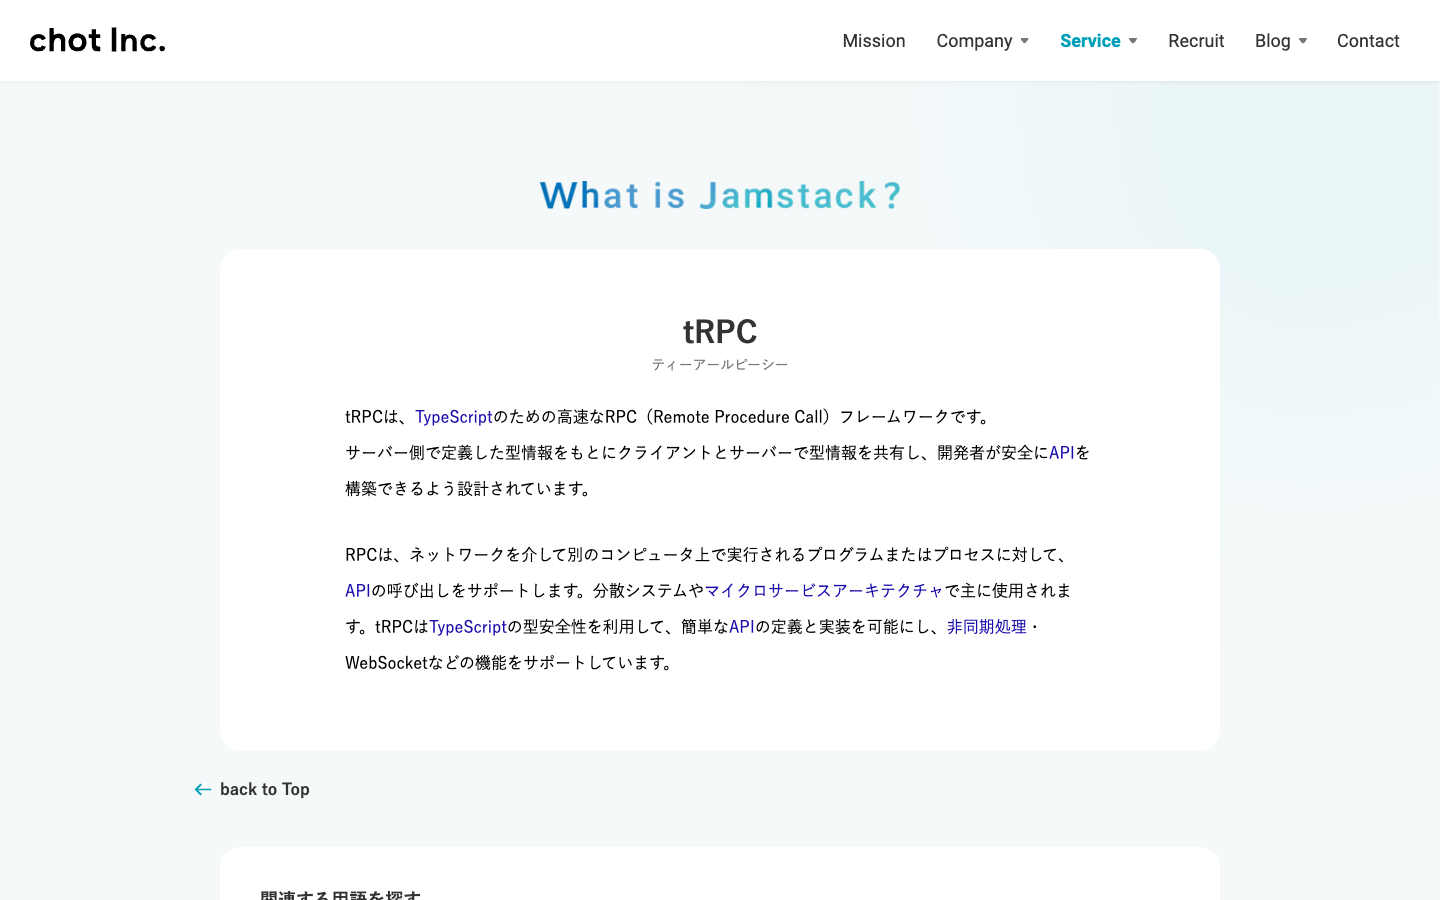 chot Inc.
Mission Company Service Recruit Blog Contact
What is Jamstack?
tRPC
ティーアールピーシー
tRPCは、TypeScriptのための高速なRPC（Remote Procedure Call）フレームワークです。
サーバー側で定義した型情報をもとにクライアントとサーバーで型情報を共有し、開発者が安全にAPIを
構築できるよう設計されています。
RPCは、ネットワークを介して別のコンピュータ上で実行されるプログラムまたはプロセスに対して、
APIの呼び出しをサポートします。分散システムやマイクロサービスアーキテクチャで主に使用されま
す。tRPCはTypeScriptの型安全性を利用して、簡単なAPIの定義と実装を可能にし、非同期処理・
WebSocketなどの機能をサポートしています。
back to Top
関連する用語を探す